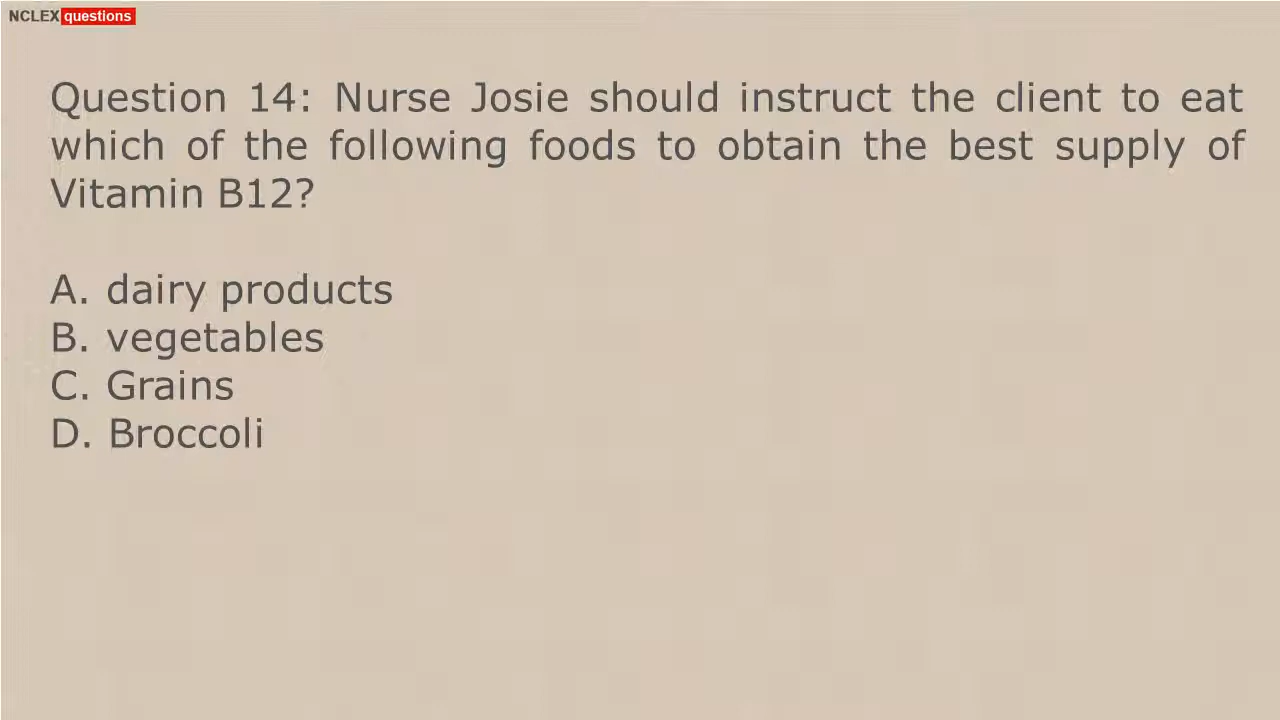 NCLEX questions
Question 14: Nurse Josie should instruct the client to eat
which of the following foods to obtain the best supply of
Vitamin B12?
A. dairy products
B. vegetables
C. Grains
D. Broccoli